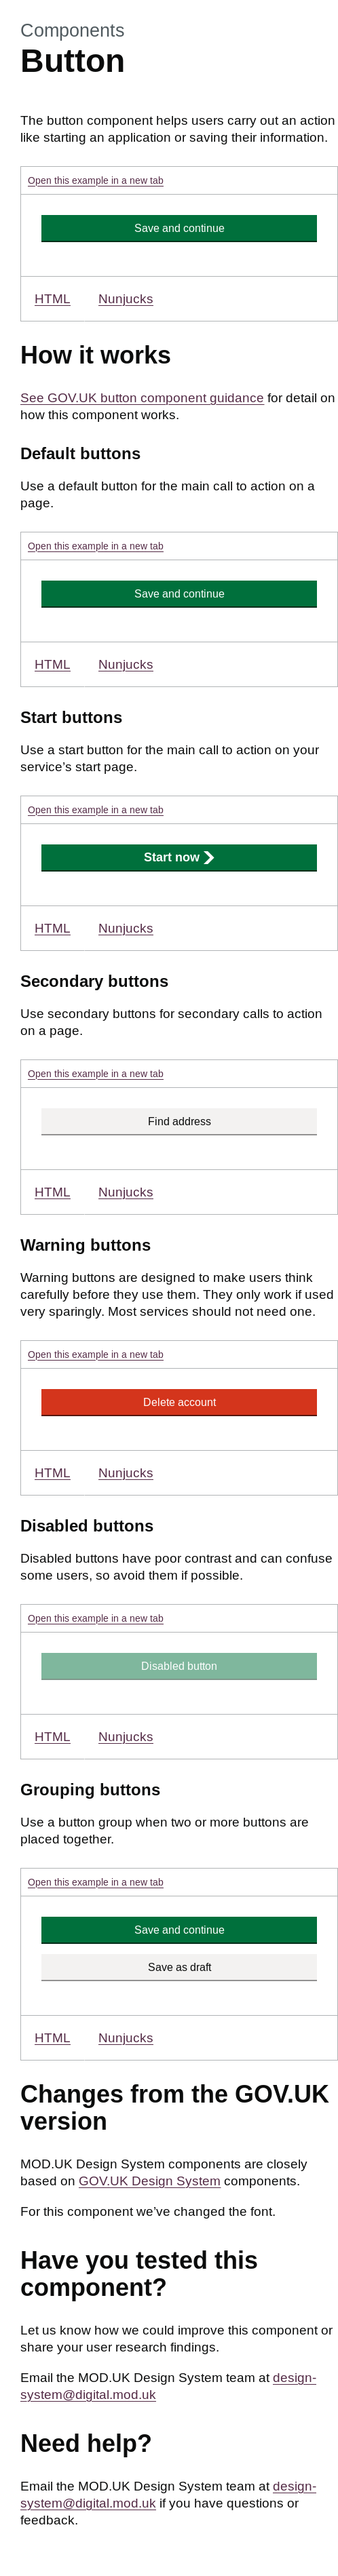 Components
Button
The button component helps users carry out an action
like starting an application or saving their information.
Open this example in a new tab
Save and continue
HTML Nunjucks
How it works
See GOV.UK button component guidance for detail on
how this component works.
Default buttons
Use a default button for the main call to action on a
page.
Open this example in a new tab
Save and continue
HTML Nunjucks
Start buttons
Use a start button for the main call to action on your
service’s start page.
Open this example in a new tab
Start now
HTML Nunjucks
Secondary buttons
Use secondary buttons for secondary calls to action
on a page.
Open this example in a new tab
Find address
HTML Nunjucks
Warning buttons
Warning buttons are designed to make users think
carefully before they use them. They only work if used
very sparingly. Most services should not need one.
Open this example in a new tab
Delete account
HTML Nunjucks
Disabled buttons
Disabled buttons have poor contrast and can confuse
some users, so avoid them if possible.
Open this example in a new tab
Disabled button
HTML Nunjucks
Grouping buttons
Use a button group when two or more buttons are
placed together.
Open this example in a new tab
Save and continue
Save as draft
HTML Nunjucks
Changes from the GOV.UK
version
MOD.UK Design System components are closely
based on GOV.UK Design System components.
For this component we’ve changed the font.
Have you tested this
component?
Let us know how we could improve this component or
share your user research findings.
Email the MOD.UK Design System team at design-
system@digital.mod.uk
Need help?
Email the MOD.UK Design System team at design-
system@digital.mod.uk if you have questions or
feedback.